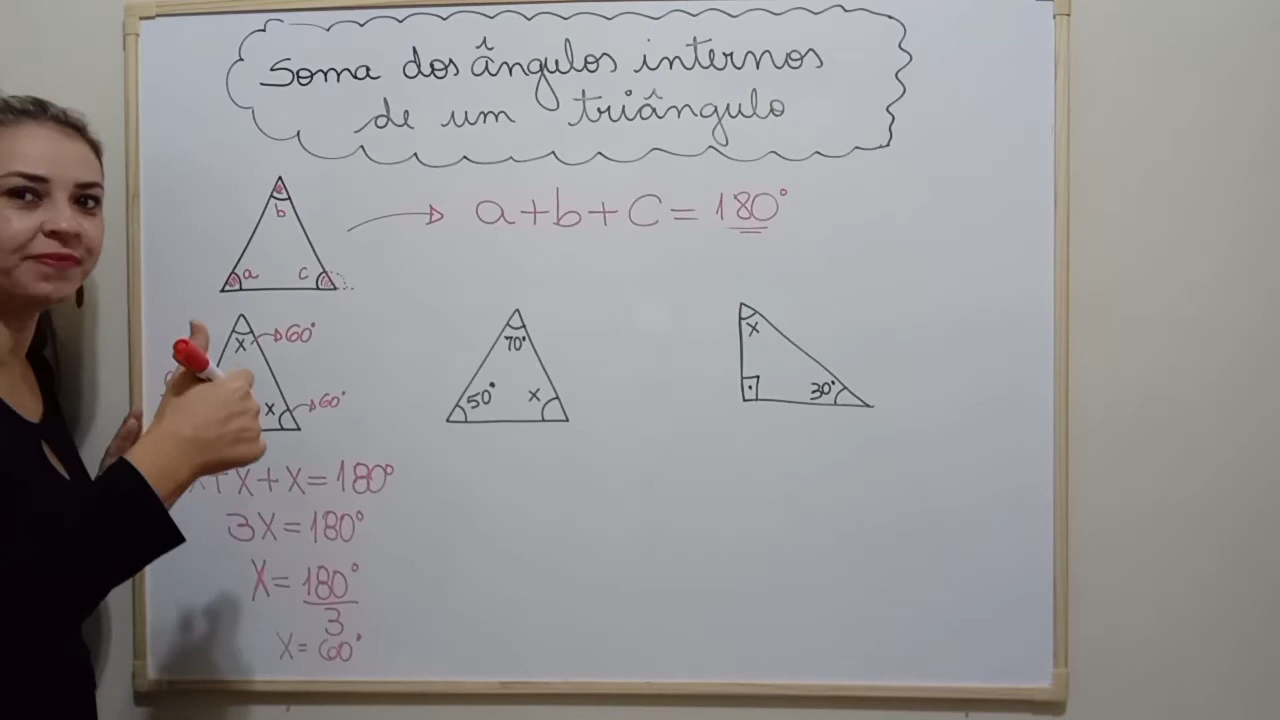 Soma dos ângulos internos
de um triângulo
b
a c
a+b+c=180°
x 60°
x 60°
70°
50° x
x
30°
+x+x=180°
3x=180°
x=180°
3
x=60°